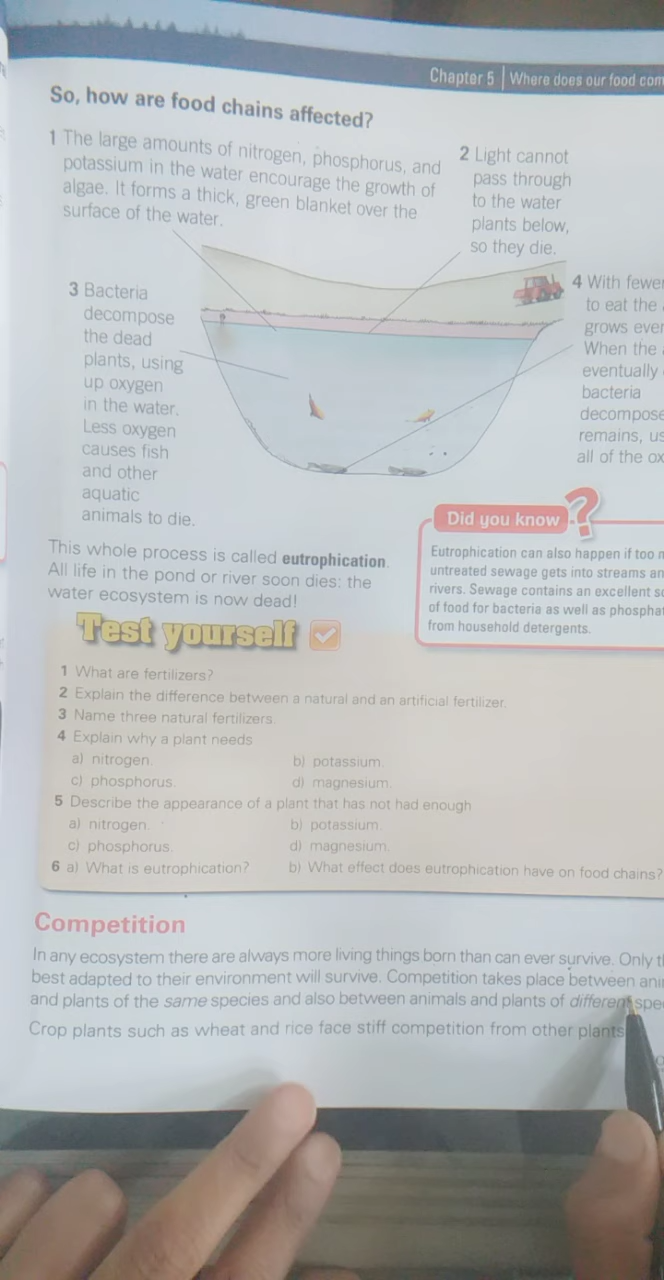 Chapter 5 | Where does our food com
So, how are food chains affected?
1 The large amounts of nitrogen, phosphorus, and
potassium in the water encourage the growth of
algae. It forms a thick, green blanket over the
surface of the water.
2 Light cannot
pass through
to the water
plants below,
so they die.
3 Bacteria
decompose
the dead
plants, using
up oxygen
in the water.
Less oxygen
causes fish
and other
aquatic
animals to die.
4 With fewer
to eat the
grows ever
When the
eventually
bacteria
decompose
remains, us
all of the ox
This whole process is called eutrophication.
All life in the pond or river soon dies: the
water ecosystem is now dead!
Did you know ?
Eutrophication can also happen if too m
untreated sewage gets into streams an
rivers. Sewage contains an excellent so
of food for bacteria as well as phosphat
from household detergents.
Test yourself
1 What are fertilizers?
2 Explain the difference between a natural and an artificial fertilizer.
3 Name three natural fertilizers.
4 Explain why a plant needs
a) nitrogen. b) potassium.
c) phosphorus. d) magnesium.
5 Describe the appearance of a plant that has not had enough
a) nitrogen. b) potassium
c) phosphorus. d) magnesium.
6 a) What is eutrophication? b) What effect does eutrophication have on food chains?
Competition
In any ecosystem there are always more living things born than can ever survive. Only th
best adapted to their environment will survive. Competition takes place between anim
and plants of the same species and also between animals and plants of different spec
Crop plants such as wheat and rice face stiff competition from other plants